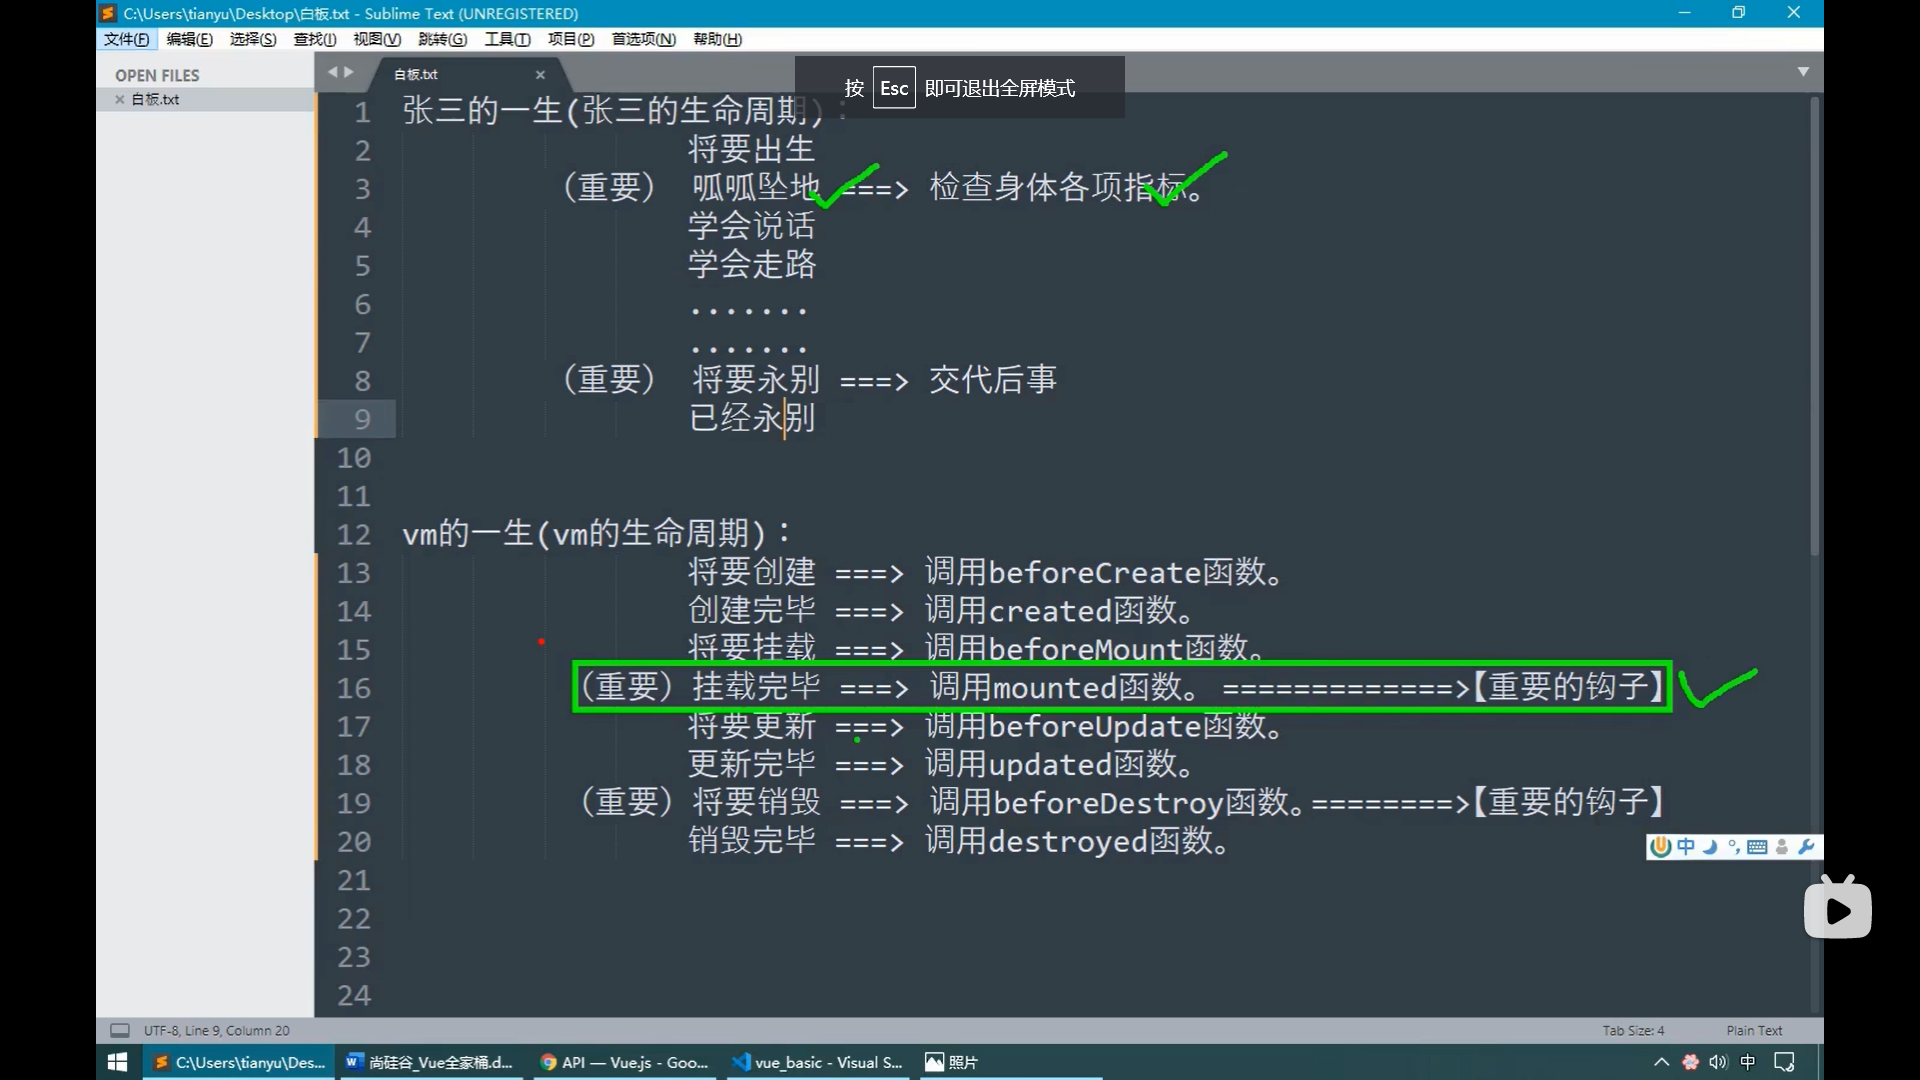 C:\Users\tianyu\Desktop\白板.txt - Sublime Text (UNREGISTERED)
文件(F) 编辑(E) 选择(S) 查找(I) 视图(V) 跳转(G) 工具(T) 项目(P) 首选项(N) 帮助(H)
OPEN FILES
白板.txt
白板.txt
按 Esc 即可退出全屏模式
1 张三的一生(张三的生命周期)：
2 将要出生
3 （重要） 呱呱坠地 ===> 检查身体各项指标。
4 学会说话
5 学会走路
6 .......
7 .......
8 （重要） 将要永别 ===> 交代后事
9 已经永别
10
11
12 vm的一生(vm的生命周期)：
13 将要创建 ===> 调用beforeCreate函数。
14 创建完毕 ===> 调用created函数。
15 将要挂载 ===> 调用beforeMount函数。
16 （重要）挂载完毕 ===> 调用mounted函数。 =============>【重要的钩子】
17 将要更新 ===> 调用beforeUpdate函数。
18 更新完毕 ===> 调用updated函数。
19 （重要）将要销毁 ===> 调用beforeDestroy函数。========>【重要的钩子】
20 销毁完毕 ===> 调用destroyed函数。
21
22
23
24
中
UTF-8, Line 9, Column 20
Tab Size: 4
Plain Text
C:\Users\tianyu\Des... 尚硅谷_Vue全家桶.d... API — Vue.js - Goo... vue_basic - Visual S... 照片 中